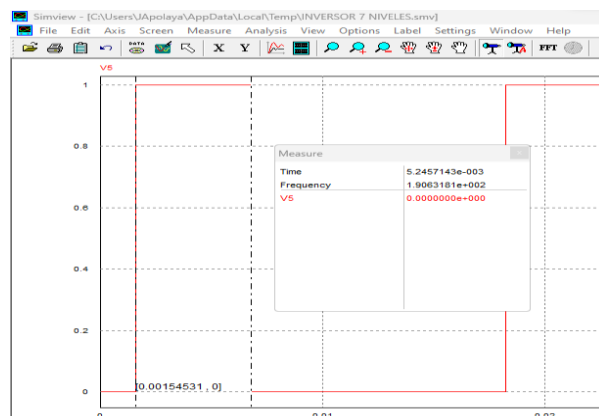 Simview - [C:\Users\JApolaya\AppData\Local\Temp\INVERSOR 7 NIVELES.smv]
File Edit Axis Screen Measure Analysis View Options Label Settings Window Help
DATA X Y FFT
V5
1
0.8
0.6
0.4
0.2
0
[0.00154531 , 0]
Measure
Time 5.2457143e-003
Frequency 1.9063181e+002
V5 0.0000000e+000
0 0.01 0.02